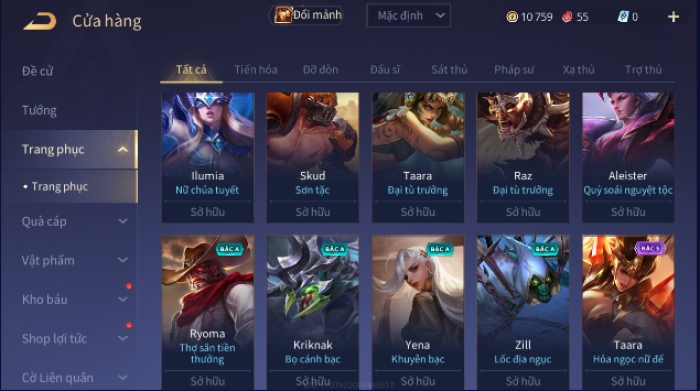 Cửa hàng
Đổi mảnh
Mặc định
10 759
55
0
Đề cử
Tướng
Trang phục
Trang phục
Quà cáp
Vật phẩm
Kho báu
Shop lợi tức
Cờ Liên quân
Tất cả Tiến hóa Đỡ đòn Đấu sĩ Sát thủ Pháp sư Xạ thủ Trợ thủ
Ilumia
Nữ chúa tuyết
Sở hữu
Skud
Sơn tặc
Sở hữu
Taara
Đại tù trưởng
Sở hữu
Raz
Đại tù trưởng
Sở hữu
Aleister
Quỷ soái nguyệt tộc
Sở hữu
Ryoma
Thợ săn tiền
thưởng
Sở hữu
BẬC A
BẬC A
Kriknak
Bọ cánh bạc
Sở hữu
BẬC A
Yena
Khuyên bạc
Sở hữu
BẬC A
Zill
Lốc địa ngục
Sở hữu
BẬC S
Taara
Hỏa ngọc nữ đế
Sở hữu